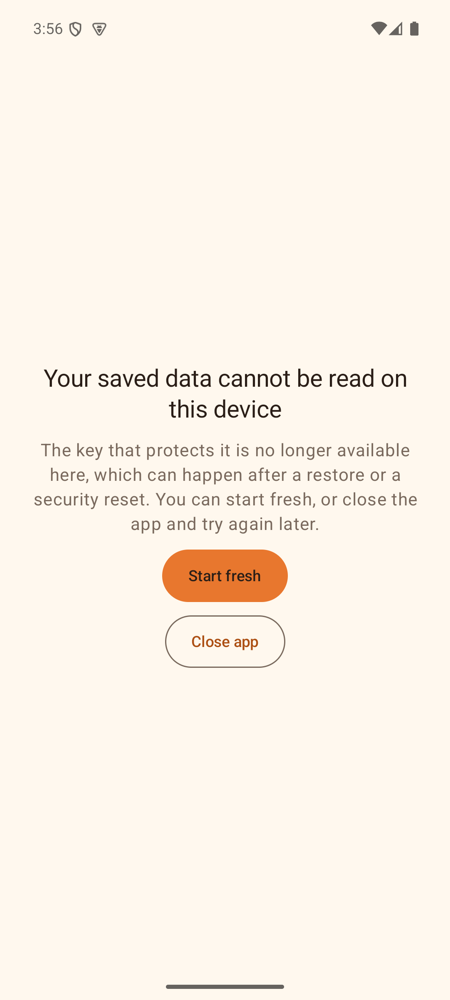 3:56
Your saved data cannot be read on
this device
The key that protects it is no longer available
here, which can happen after a restore or a
security reset. You can start fresh, or close the
app and try again later.
Start fresh
Close app